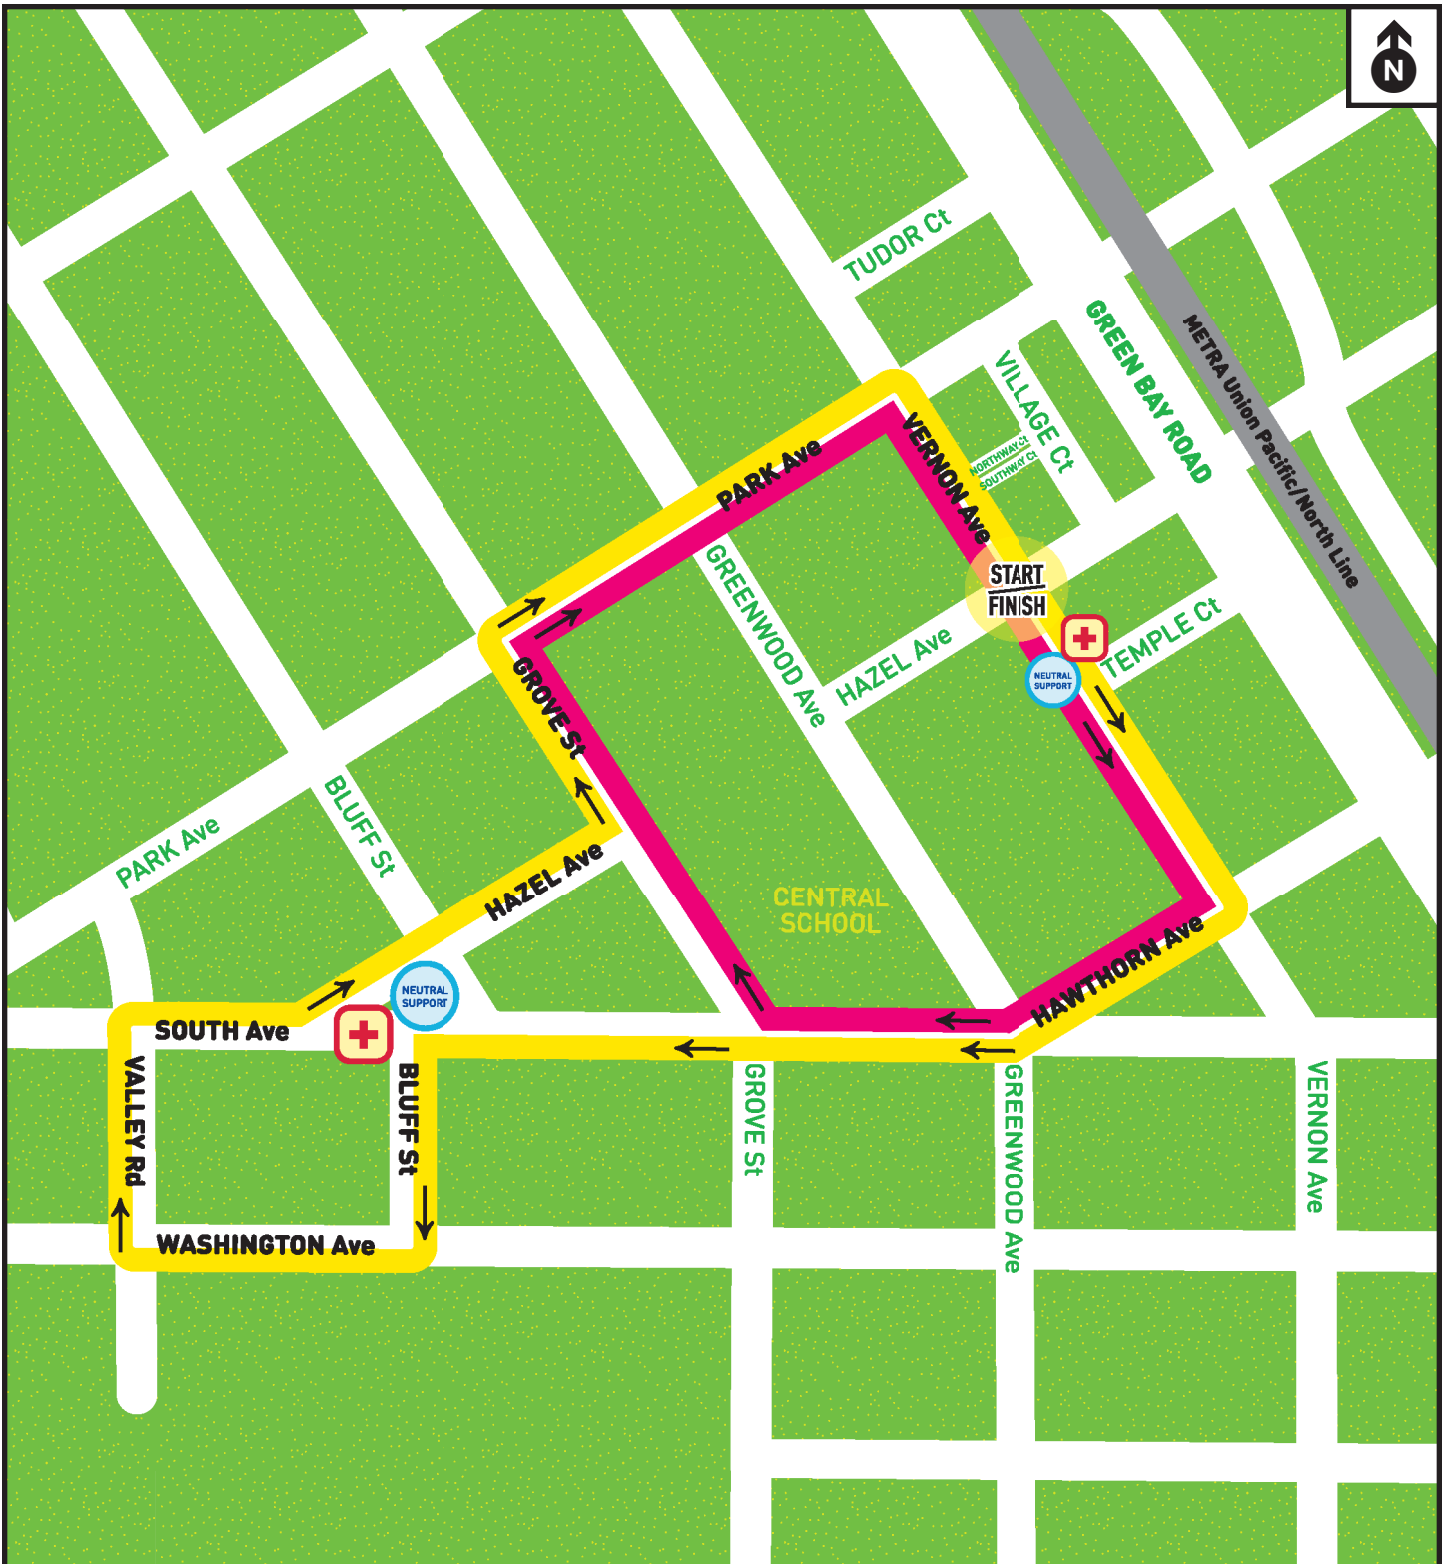 N
TUDOR Ct
GREEN BAY ROAD
METRA Union Pacific/North Line
VILLAGE Ct
NORTHWAY Ct
SOUTHWAY Ct
VERNON Ave
PARK Ave
START
FINISH
GREENWOOD Ave
HAZEL Ave
TEMPLE Ct
NEUTRAL
SUPPORT
GROVE St
BLUFF St
PARK Ave
HAZEL Ave
CENTRAL
SCHOOL
HAWTHORN Ave
NEUTRAL
SUPPORT
SOUTH Ave
VALLEY Rd
BLUFF St
GROVE St
GREENWOOD Ave
VERNON Ave
WASHINGTON Ave